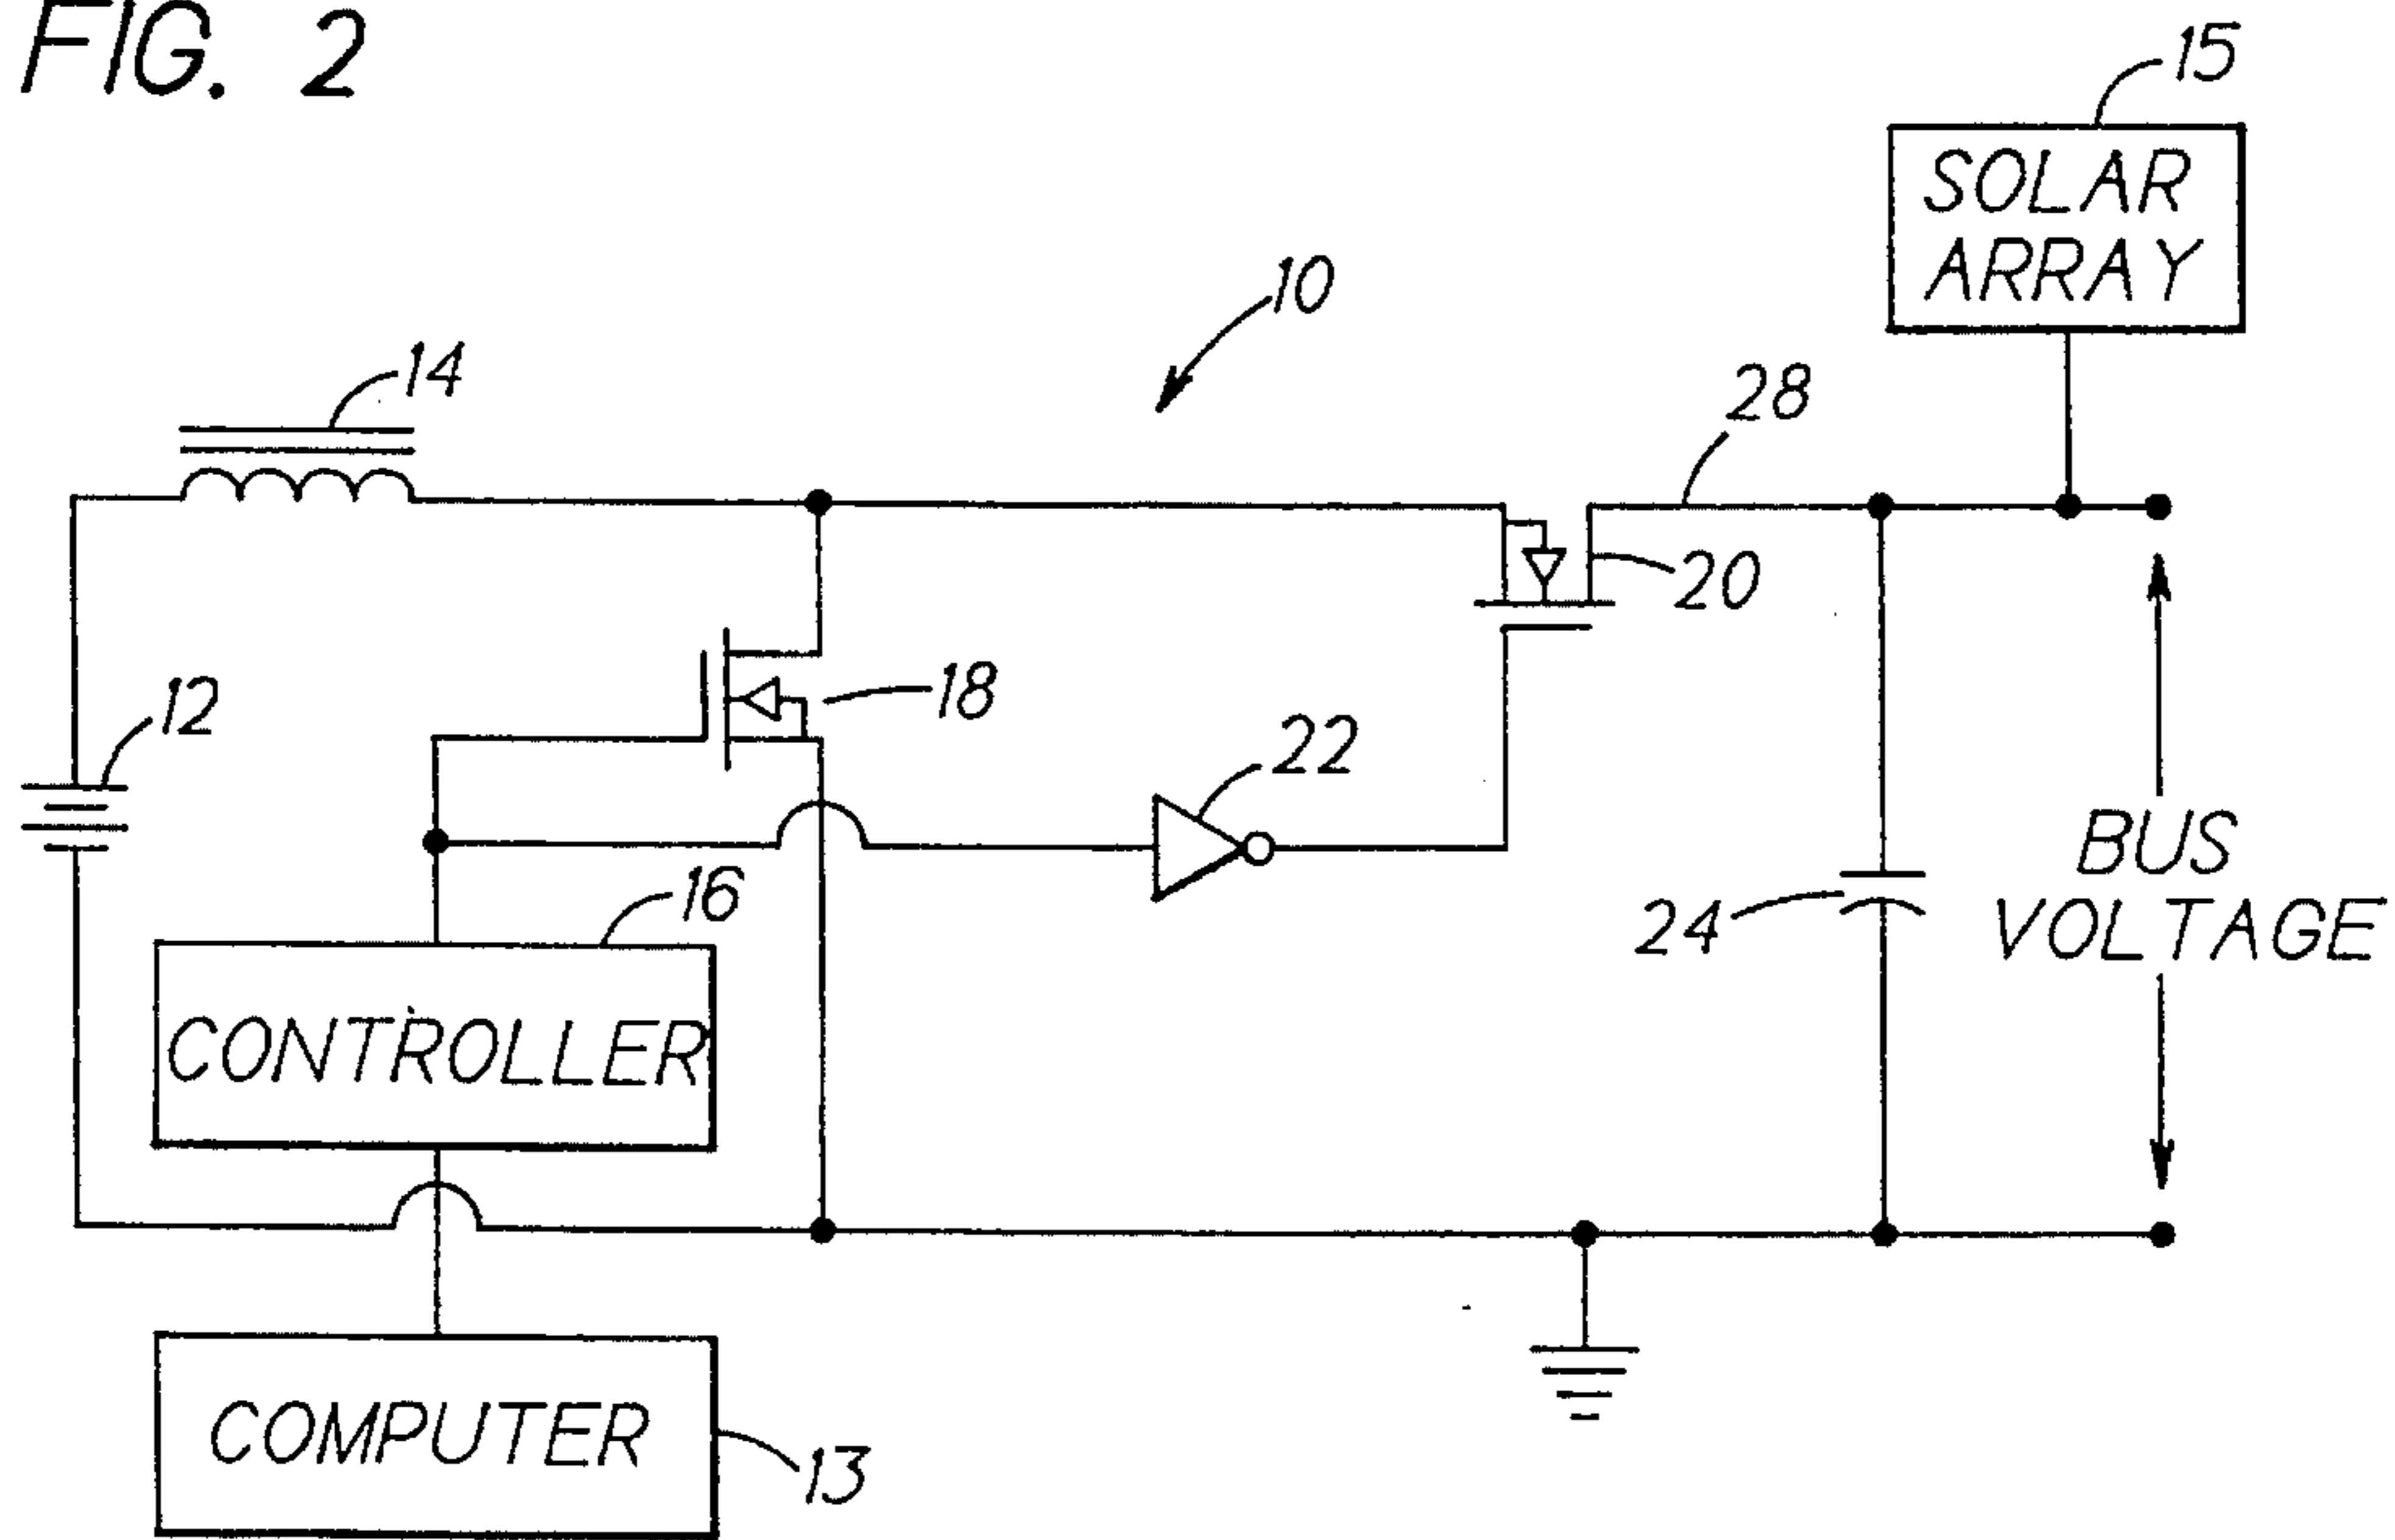 FIG. 2
15
SOLAR
ARRAY
10
14
28
20
12
18
22
BUS
VOLTAGE
16
24
CONTROLLER
COMPUTER
13